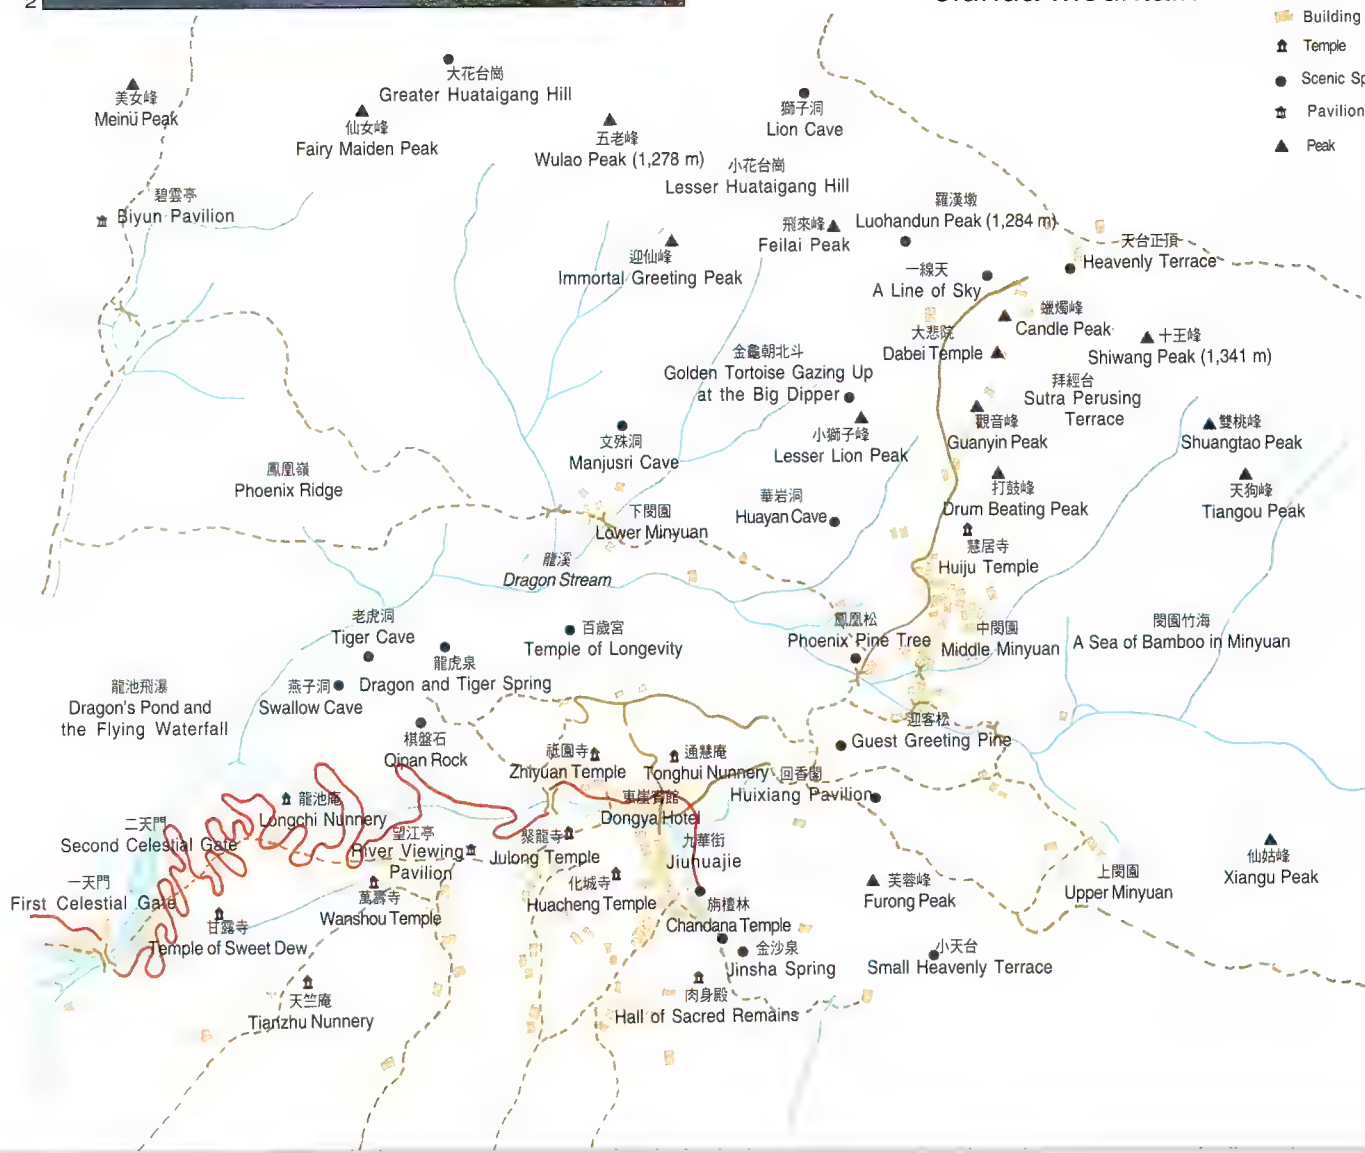 2
Building
Temple
Scenic Sp
Pavilion
Peak
大花台崗
Greater Huataigang Hill
美女峰
Meinü Peak
仙女峰
Fairy Maiden Peak
五老峰
Wulao Peak (1,278 m)
獅子洞
Lion Cave
小花台崗
Lesser Huataigang Hill
碧雲亭
Biyun Pavilion
羅漢墩
Luohandun Peak (1,284 m)
飛來峰
Feilai Peak
天台正頂
Heavenly Terrace
迎仙峰
Immortal Greeting Peak
一線天
A Line of Sky
蠟燭峰
Candle Peak
大悲院
Dabei Temple
十王峰
Shiwang Peak (1,341 m)
金龜朝北斗
Golden Tortoise Gazing Up
at the Big Dipper
拜經台
Sutra Perusing
Terrace
觀音峰
Guanyin Peak
雙桃峰
Shuangtao Peak
文殊洞
Manjusri Cave
小獅子峰
Lesser Lion Peak
鳳凰嶺
Phoenix Ridge
華岩洞
Huayan Cave
打鼓峰
Drum Beating Peak
天狗峰
Tiangou Peak
下閔園
Lower Minyuan
慧居寺
Huiju Temple
龍溪
Dragon Stream
老虎洞
Tiger Cave
百歲宮
Temple of Longevity
鳳凰松
Phoenix Pine Tree
中閔園
Middle Minyuan
閔園竹海
A Sea of Bamboo in Minyuan
龍虎泉
Dragon and Tiger Spring
燕子洞
Swallow Cave
龍池飛瀑
Dragon's Pond and
the Flying Waterfall
棋盤石
Qipan Rock
迎客松
Guest Greeting Pine
祗園寺
Zhiyuan Temple
通慧庵
Tonghui Nunnery
回香閣
Huixiang Pavilion
龍池庵
Longchi Nunnery
東崖賓館
Dongya Hotel
二天門
Second Celestial Gate
望江亭
River Viewing
Pavilion
聚龍寺
Julong Temple
九華街
Jiuhuajie
仙姑峰
Xiangu Peak
一天門
First Celestial Gate
萬壽寺
Wanshou Temple
化城寺
Huacheng Temple
芙蓉峰
Furong Peak
上閔園
Upper Minyuan
甘露寺
Temple of Sweet Dew
旃檀林
Chandana Temple
金沙泉
Jinsha Spring
小天台
Small Heavenly Terrace
天竺庵
Tianzhu Nunnery
肉身殿
Hall of Sacred Remains